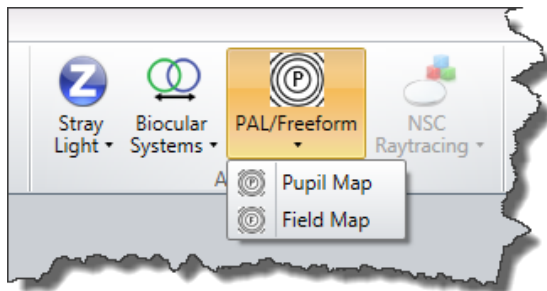 Z
Stray
Light
Biocular
Systems
P
PAL/Freeform
NSC
Raytracing
A
P Pupil Map
F Field Map